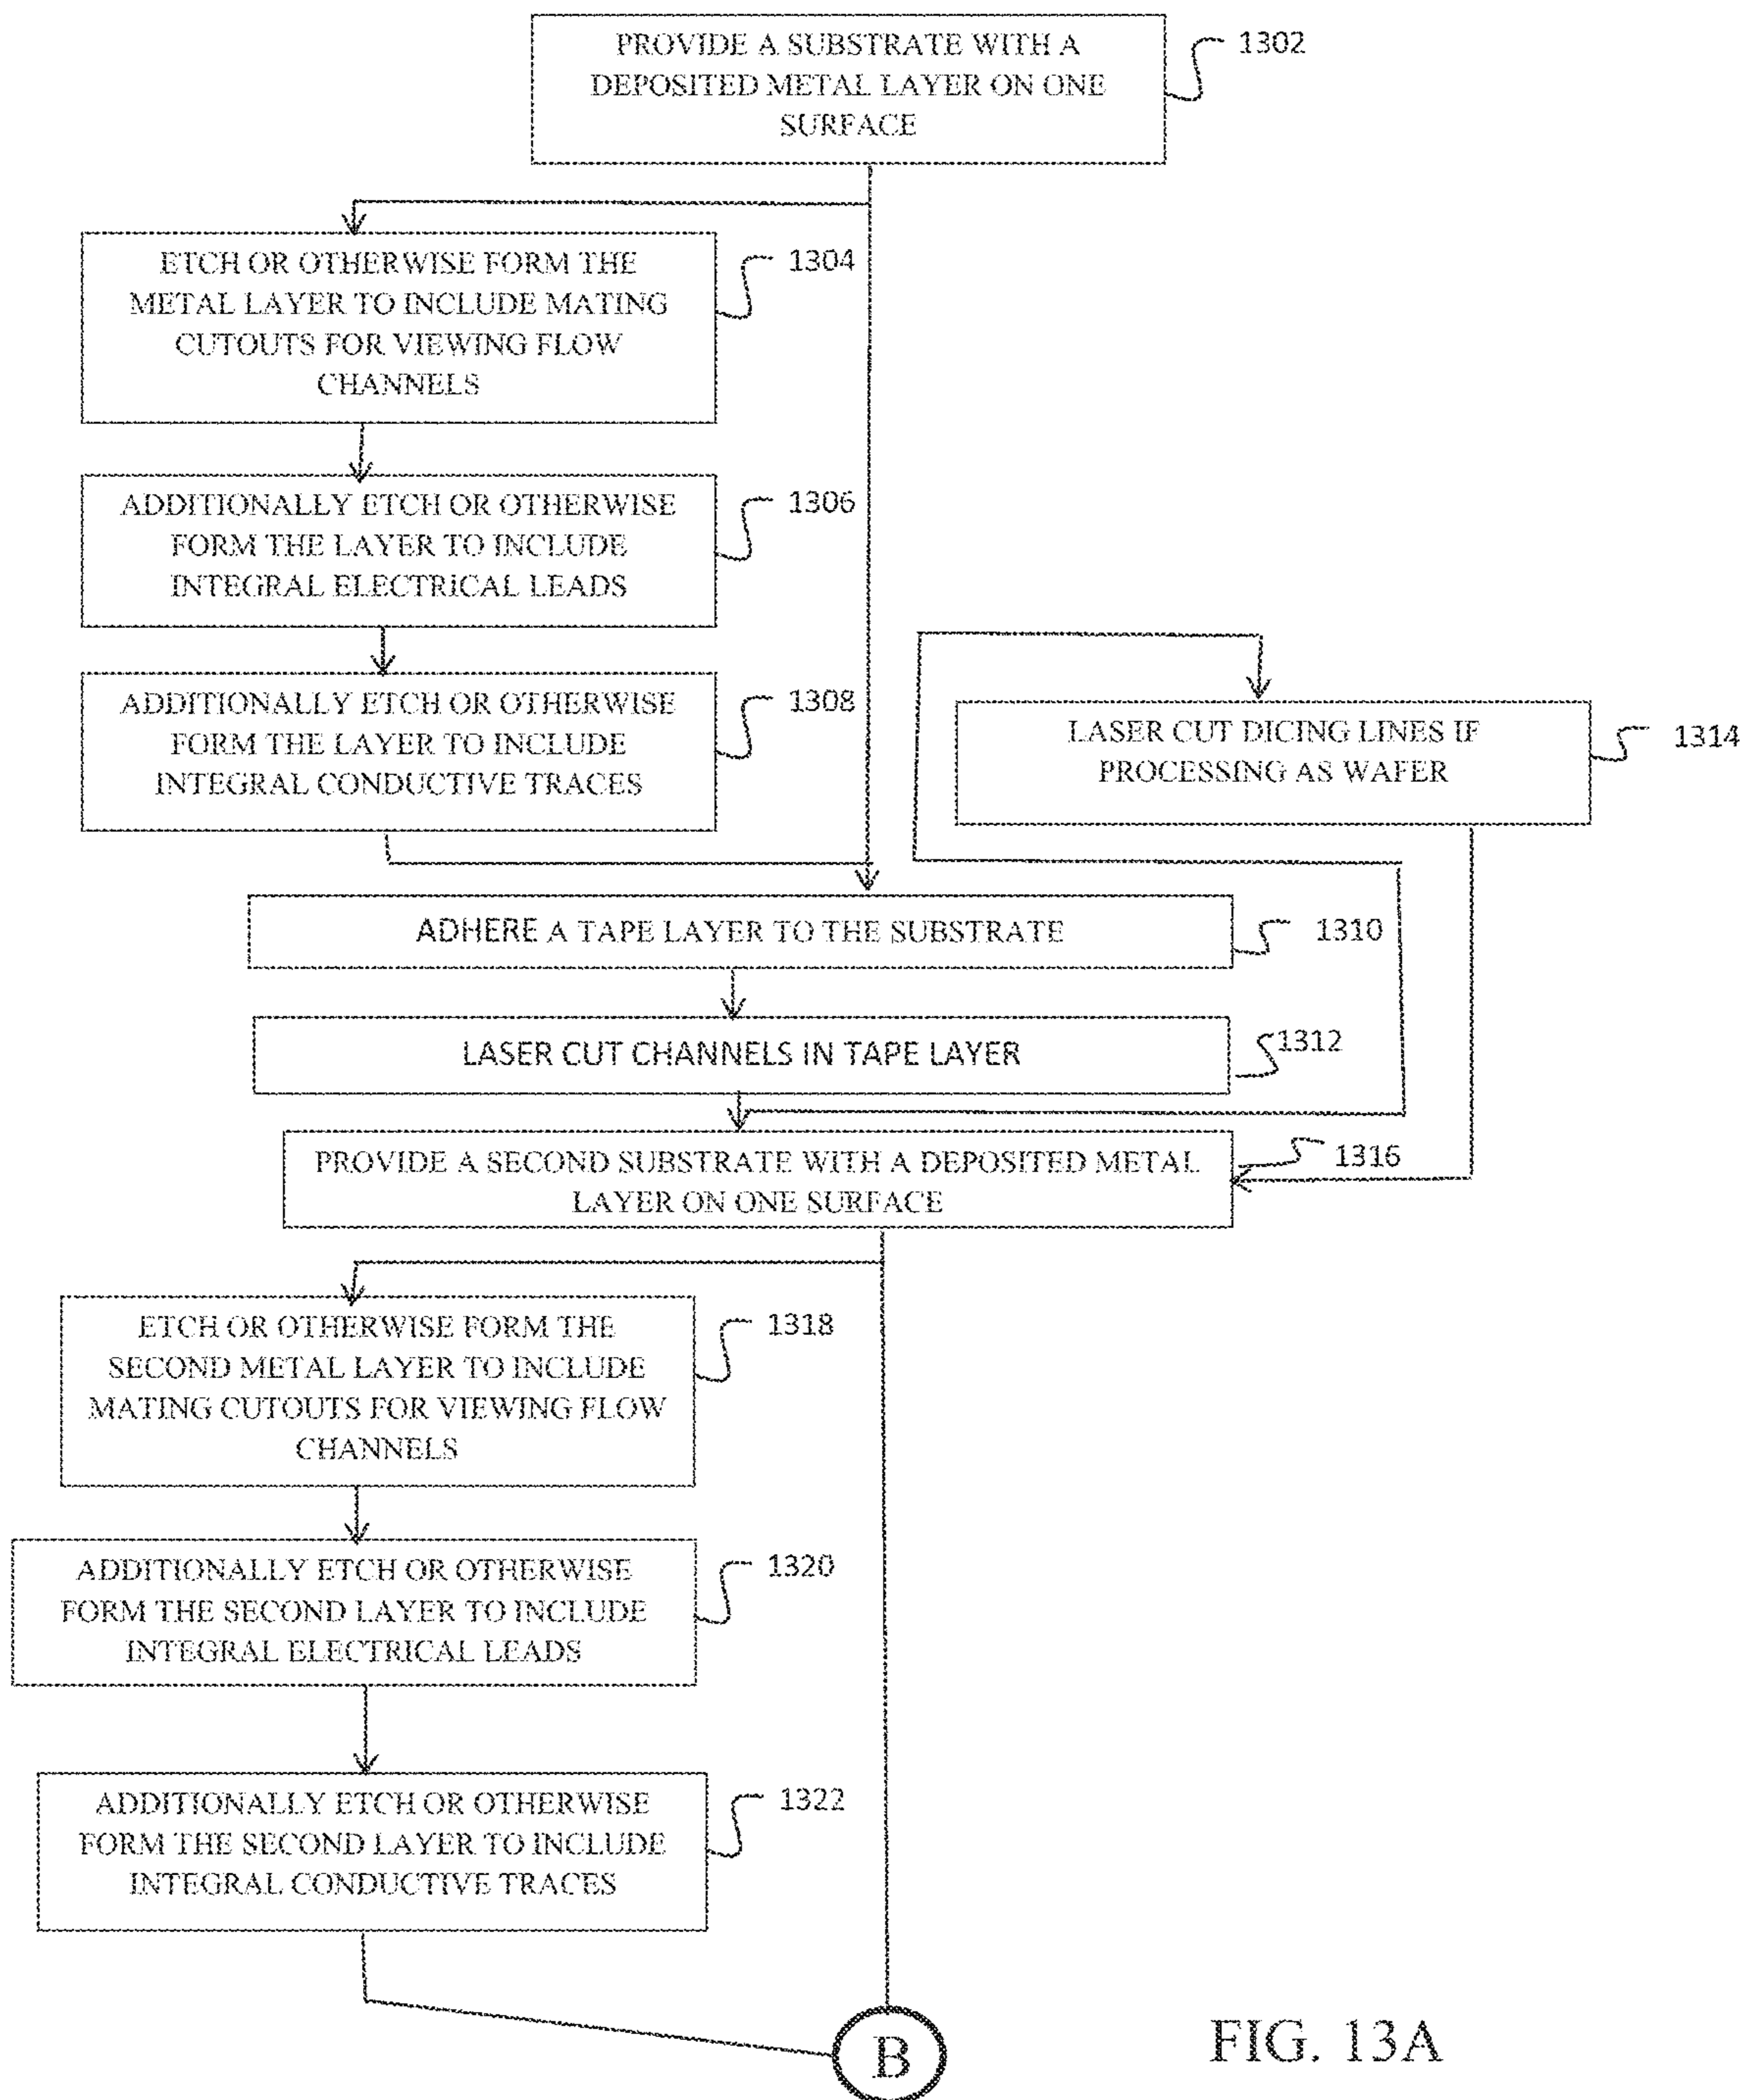 PROVIDE A SUBSTRATE WITH A
DEPOSITED METAL LAYER ON ONE
SURFACE
1302
ETCH OR OTHERWISE FORM THE
METAL LAYER TO INCLUDE MATING
CUTOUTS FOR VIEWING FLOW
CHANNELS
1304
ADDITIONALLY ETCH OR OTHERWISE
FORM THE LAYER TO INCLUDE
INTEGRAL ELECTRICAL LEADS
1306
ADDITIONALLY ETCH OR OTHERWISE
FORM THE LAYER TO INCLUDE
INTEGRAL CONDUCTIVE TRACES
1308
LASER CUT DICING LINES IF
PROCESSING AS WAFER
1314
ADHERE A TAPE LAYER TO THE SUBSTRATE
1310
LASER CUT CHANNELS IN TAPE LAYER
1312
PROVIDE A SECOND SUBSTRATE WITH A DEPOSITED METAL
LAYER ON ONE SURFACE
1316
ETCH OR OTHERWISE FORM THE
SECOND METAL LAYER TO INCLUDE
MATING CUTOUTS FOR VIEWING FLOW
CHANNELS
1318
ADDITIONALLY ETCH OR OTHERWISE
FORM THE SECOND LAYER TO INCLUDE
INTEGRAL ELECTRICAL LEADS
1320
ADDITIONALLY ETCH OR OTHERWISE
FORM THE SECOND LAYER TO INCLUDE
INTEGRAL CONDUCTIVE TRACES
1322
B
FIG. 13A